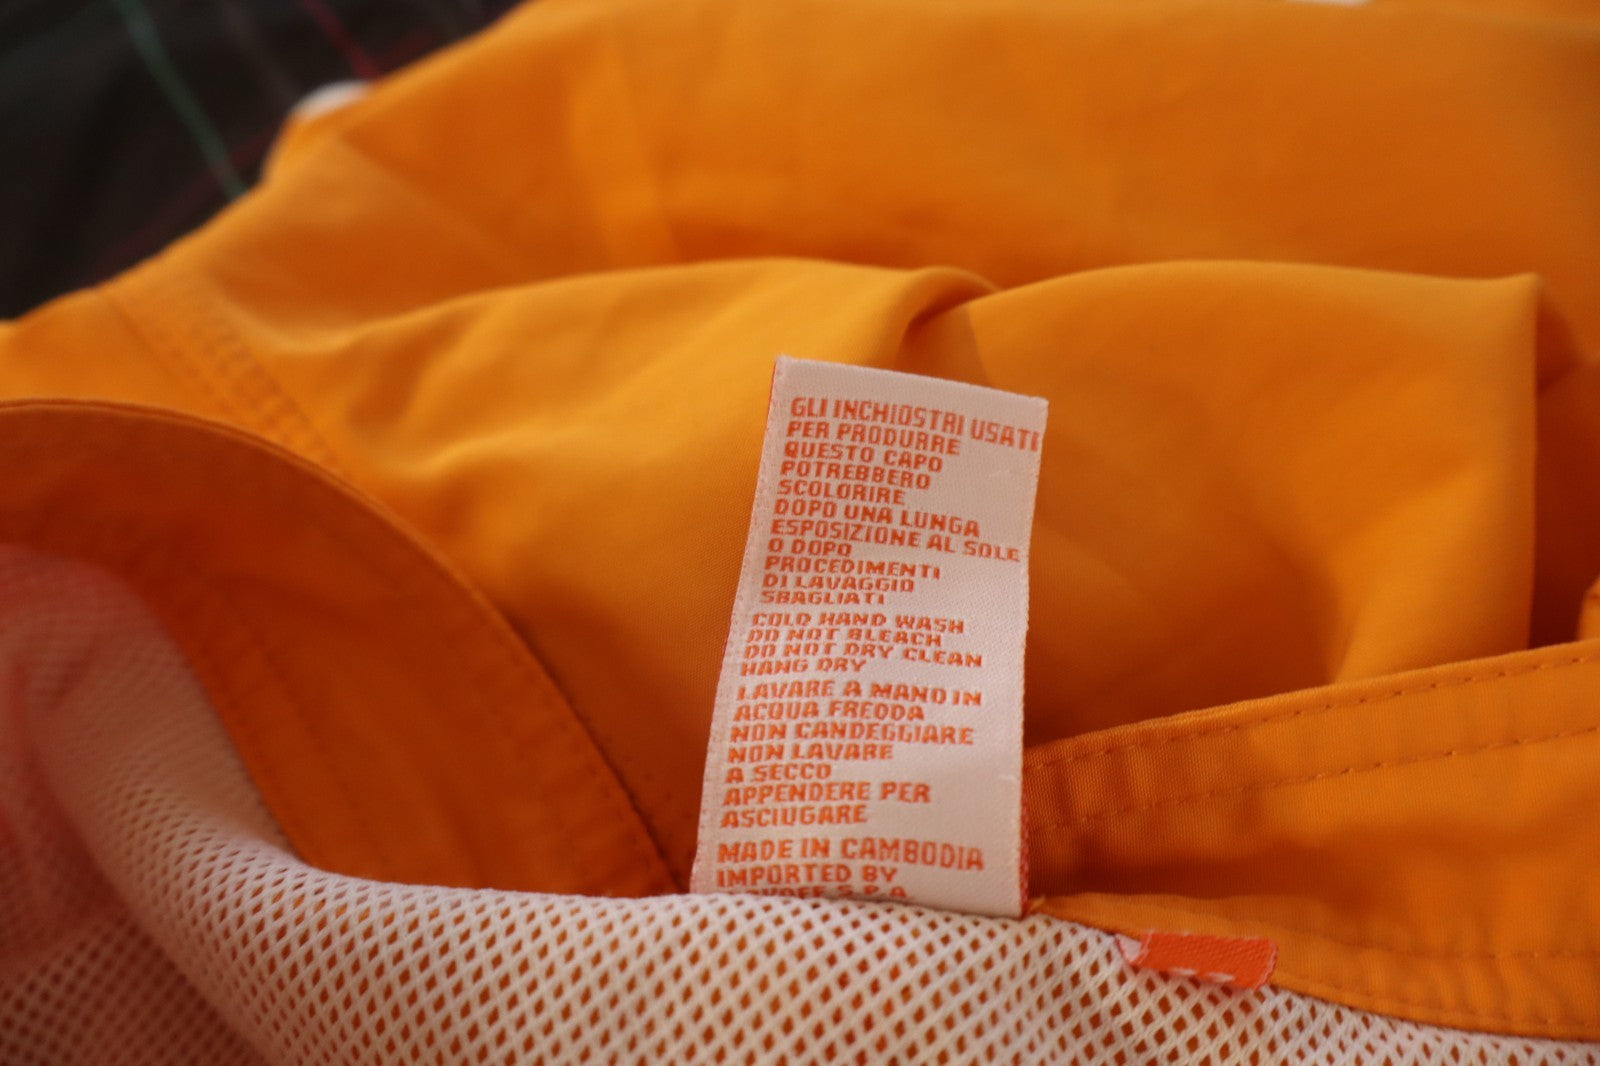 GLI INCHIOSTRI USATI
PER PRODURRE
QUESTO CAPO
POTREBBERO
SCOLORIRE
DOPO UNA LUNGA
ESPOSIZIONE AL SOLE
O DOPO
PROCEDIMENTI
DI LAVAGGIO
SBAGLIATI
COLD HAND WASH
DO NOT BLEACH
DO NOT DRY CLEAN
HANG DRY
LAVARE A MANO IN
ACQUA FREDDA
NON CANDEGGIARE
NON LAVARE
A SECCO
APPENDERE PER
ASCIUGARE
MADE IN CAMBODIA
IMPORTED BY
S.P.A.